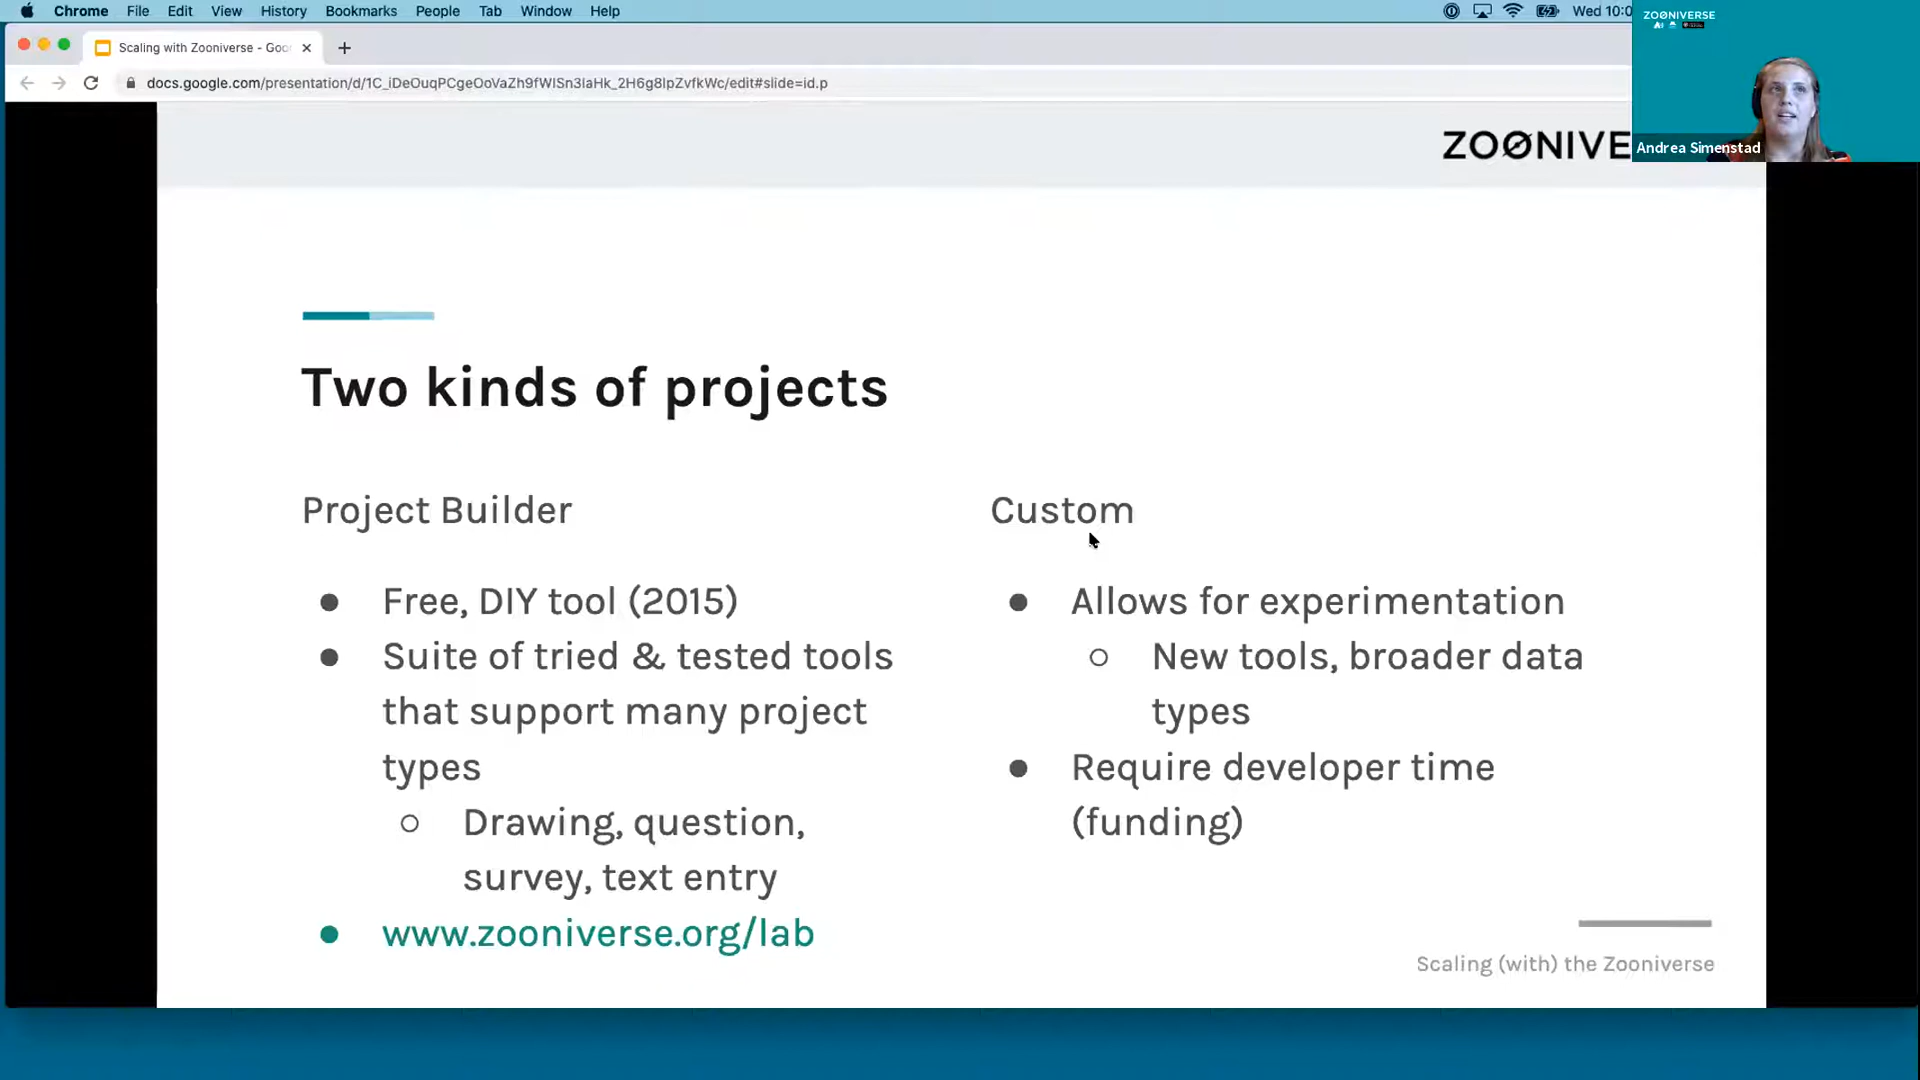 Chrome File Edit View History Bookmarks People Tab Window Help
Wed 10:0
ZOØNIVERSE
Scaling with Zooniverse - Goo
docs.google.com/presentation/d/1C_iDeOuqPCgeOoVaZh9fWlSn3iaHk_2H6g8lpZvfkWc/edit#slide=id.p
ZOØNIVE
Andrea Simenstad
Two kinds of projects
Project Builder
● Free, DIY tool (2015)
● Suite of tried & tested tools
that support many project
types
○ Drawing, question,
survey, text entry
● www.zooniverse.org/lab
Custom
● Allows for experimentation
○ New tools, broader data
types
● Require developer time
(funding)
Scaling (with) the Zooniverse